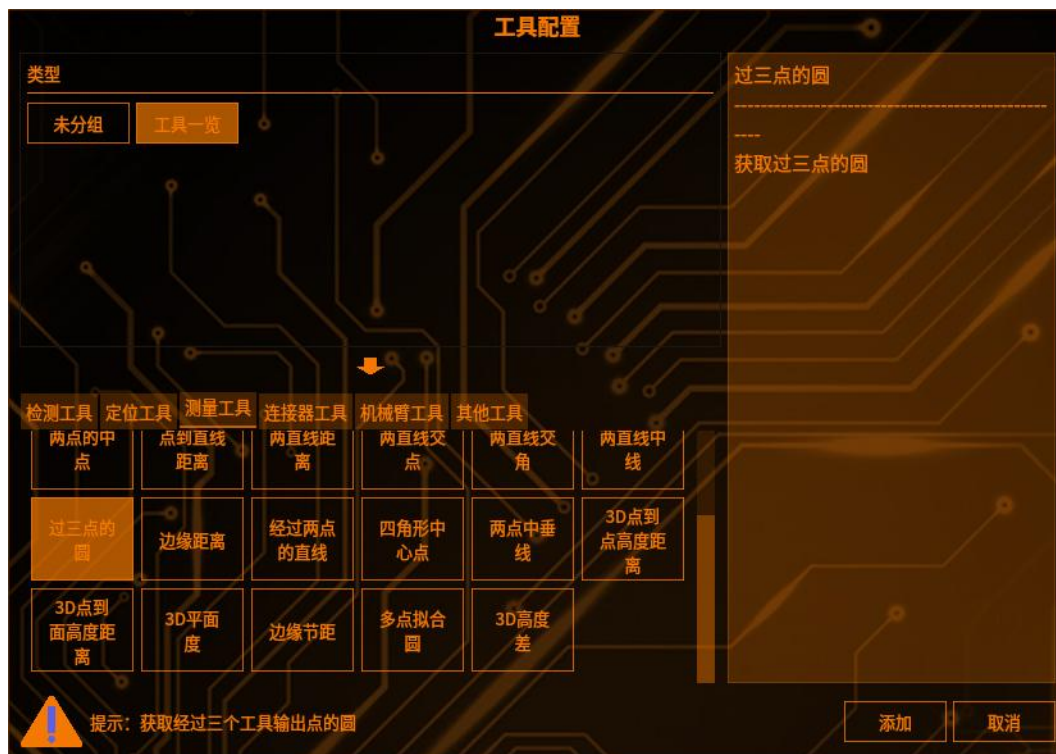 工具配置
类型
未分组
工具一览
过三点的圆
---------------------------------------------------
----
获取过三点的圆
检测工具
定位工具
测量工具
连接器工具
机械臂工具
其他工具
两点的中
点
点到直线
距离
两直线距
离
两直线交
点
两直线交
角
两直线中
线
过三点的
圆
边缘距离
经过两点
的直线
四角形中
心点
两点中垂
线
3D点到
点高度距
离
3D点到
面高度距
离
3D平面
度
边缘节距
多点拟合
圆
3D高度
差
提示：获取经过三个工具输出点的圆
添加
取消